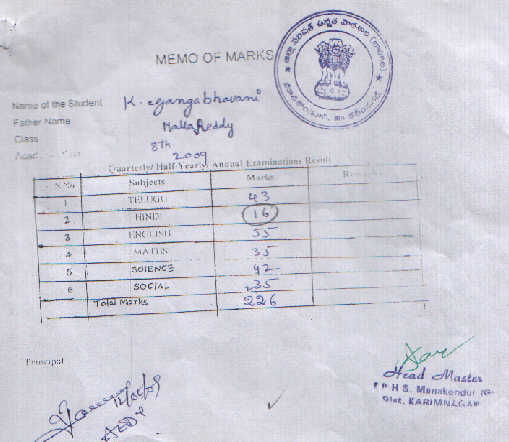 MEMO OF MARKS
Name of the Student K. Gangabhavani
Father Name Malla Reddy
Class 8th
2009
Quarterly/ Half-Yearly/ Annual Examinations Result
S.No Subjects Marks
1 TELUGU 43
2 HINDI 16
3 ENGLISH 55
4 MATHS 35
5 SCIENCE 42
6 SOCIAL 35
Total Marks 226
Principal
Head Master
Manakondur
Dist. KARIMNAGAR